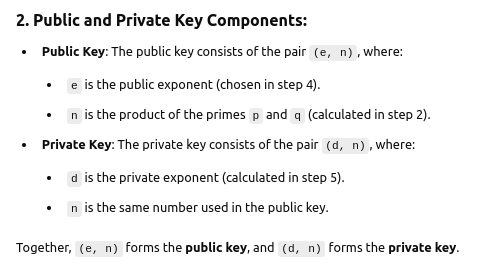 2. Public and Private Key Components:
• Public Key: The public key consists of the pair (e, n), where:
• e is the public exponent (chosen in step 4).
• n is the product of the primes p and q (calculated in step 2).
• Private Key: The private key consists of the pair (d, n), where:
• d is the private exponent (calculated in step 5).
• n is the same number used in the public key.
Together, (e, n) forms the public key, and (d, n) forms the private key.